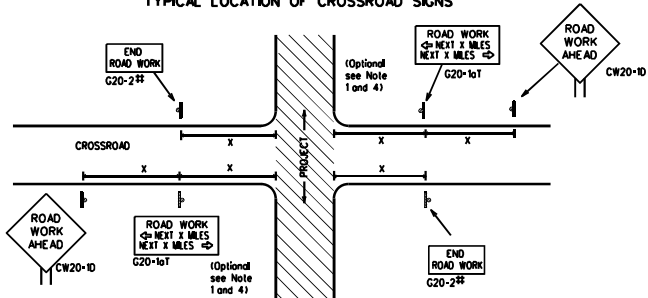 TYPICAL LOCATION OF CROSSROAD SIGNS
END
ROAD WORK
G20-2##
(Optional
see Note
1 and 4)
ROAD WORK
⇦ NEXT X MILES
NEXT X MILES ⇨
G20-1aT
ROAD
WORK
AHEAD
CW20-1D
CROSSROAD
X
X
X
PROJECT
X
X
X
ROAD
WORK
AHEAD
CW20-1D
ROAD WORK
⇦ NEXT X MILES
NEXT X MILES ⇨
G20-1aT
(Optional
see Note
1 and 4)
END
ROAD WORK
G20-2##